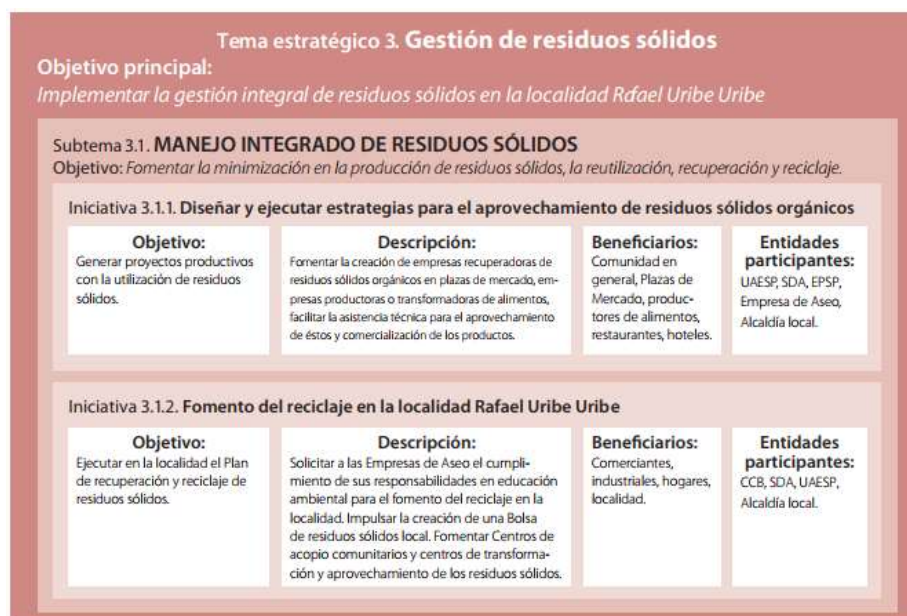 Tema estratégico 3. Gestión de residuos sólidos
Objetivo principal:
Implementar la gestión integral de residuos sólidos en la localidad Rafael Uribe Uribe
Subtema 3.1. MANEJO INTEGRADO DE RESIDUOS SÓLIDOS
Objetivo: Fomentar la minimización en la producción de residuos sólidos, la reutilización, recuperación y reciclaje.
Iniciativa 3.1.1. Diseñar y ejecutar estrategias para el aprovechamiento de residuos sólidos orgánicos
Objetivo:
Generar proyectos productivos
con la utilización de residuos
sólidos.
Descripción:
Fomentar la creación de empresas recuperadoras de
residuos sólidos orgánicos en plazas de mercado, em-
presas productoras o transformadoras de alimentos,
facilitar la asistencia técnica para el aprovechamiento
de éstos y comercialización de los productos.
Beneficiarios:
Comunidad en
general, Plazas de
Mercado, produc-
tores de alimentos,
restaurantes, hoteles.
Entidades
participantes:
UAESP, SDA, EPSP,
Empresa de Aseo,
Alcaldía local.
Iniciativa 3.1.2. Fomento del reciclaje en la localidad Rafael Uribe Uribe
Objetivo:
Ejecutar en la localidad el Plan
de recuperación y reciclaje de
residuos sólidos.
Descripción:
Solicitar a las Empresas de Aseo el cumpli-
miento de sus responsabilidades en educación
ambiental para el fomento del reciclaje en la
localidad. Impulsar la creación de una Bolsa
de residuos sólidos local. Fomentar Centros de
acopio comunitarios y centros de transforma-
ción y aprovechamiento de los residuos sólidos.
Beneficiarios:
Comerciantes,
industriales, hogares,
localidad.
Entidades
participantes:
CCB, SDA, UAESP,
Alcaldía local.